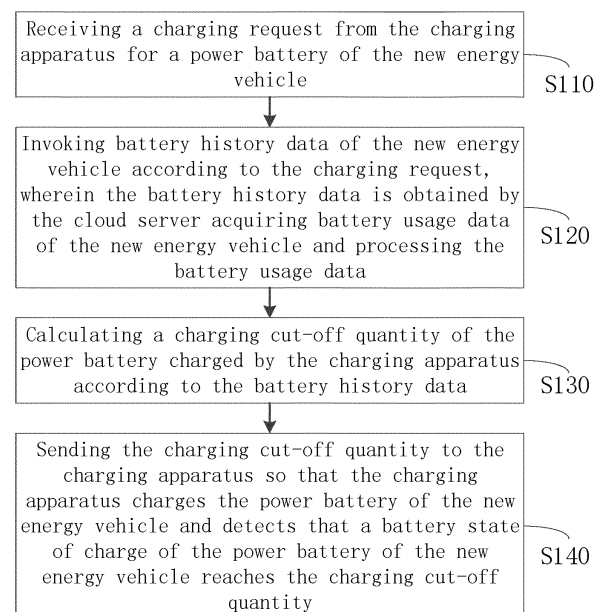 Receiving a charging request from the charging
apparatus for a power battery of the new energy
vehicle
S110
Invoking battery history data of the new energy
vehicle according to the charging request,
wherein the battery history data is obtained by
the cloud server acquiring battery usage data
of the new energy vehicle and processing the
battery usage data
S120
Calculating a charging cut-off quantity of the
power battery charged by the charging apparatus
according to the battery history data
S130
Sending the charging cut-off quantity to the
charging apparatus so that the charging
apparatus charges the power battery of the new
energy vehicle and detects that a battery state
of charge of the power battery of the new
energy vehicle reaches the charging cut-off
quantity
S140